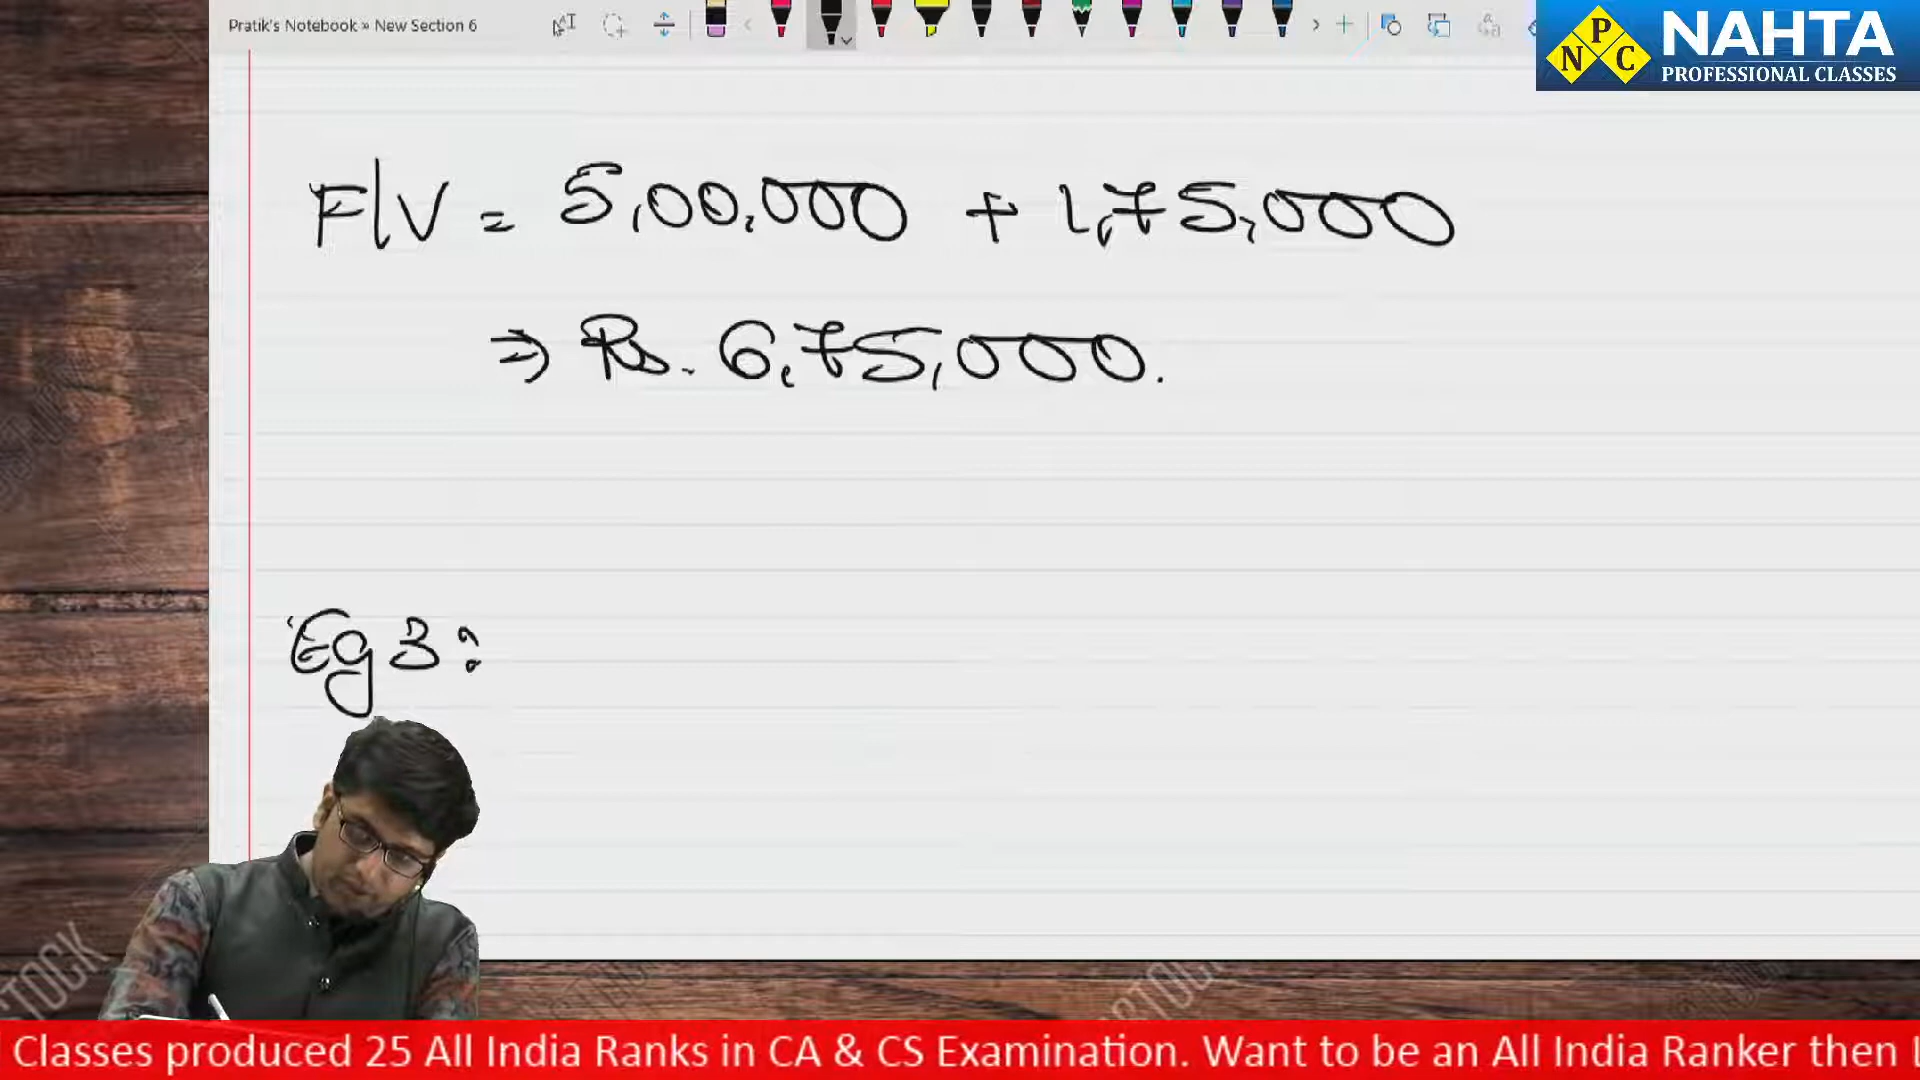 Pratik's Notebook » New Section 6
NPC
NAHTA
PROFESSIONAL CLASSES
F/V = 5,00,000 + 1,75,000
⇒ Rs. 6,75,000.
Eg 3:
STOCK
Classes produced 25 All India Ranks in CA & CS Examination. Want to be an All India Ranker then